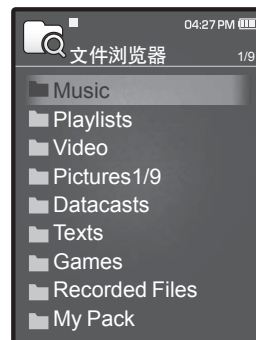 04:27 PM
文件浏览器 1/9
Music
Playlists
Video
Pictures1/9
Datacasts
Texts
Games
Recorded Files
My Pack